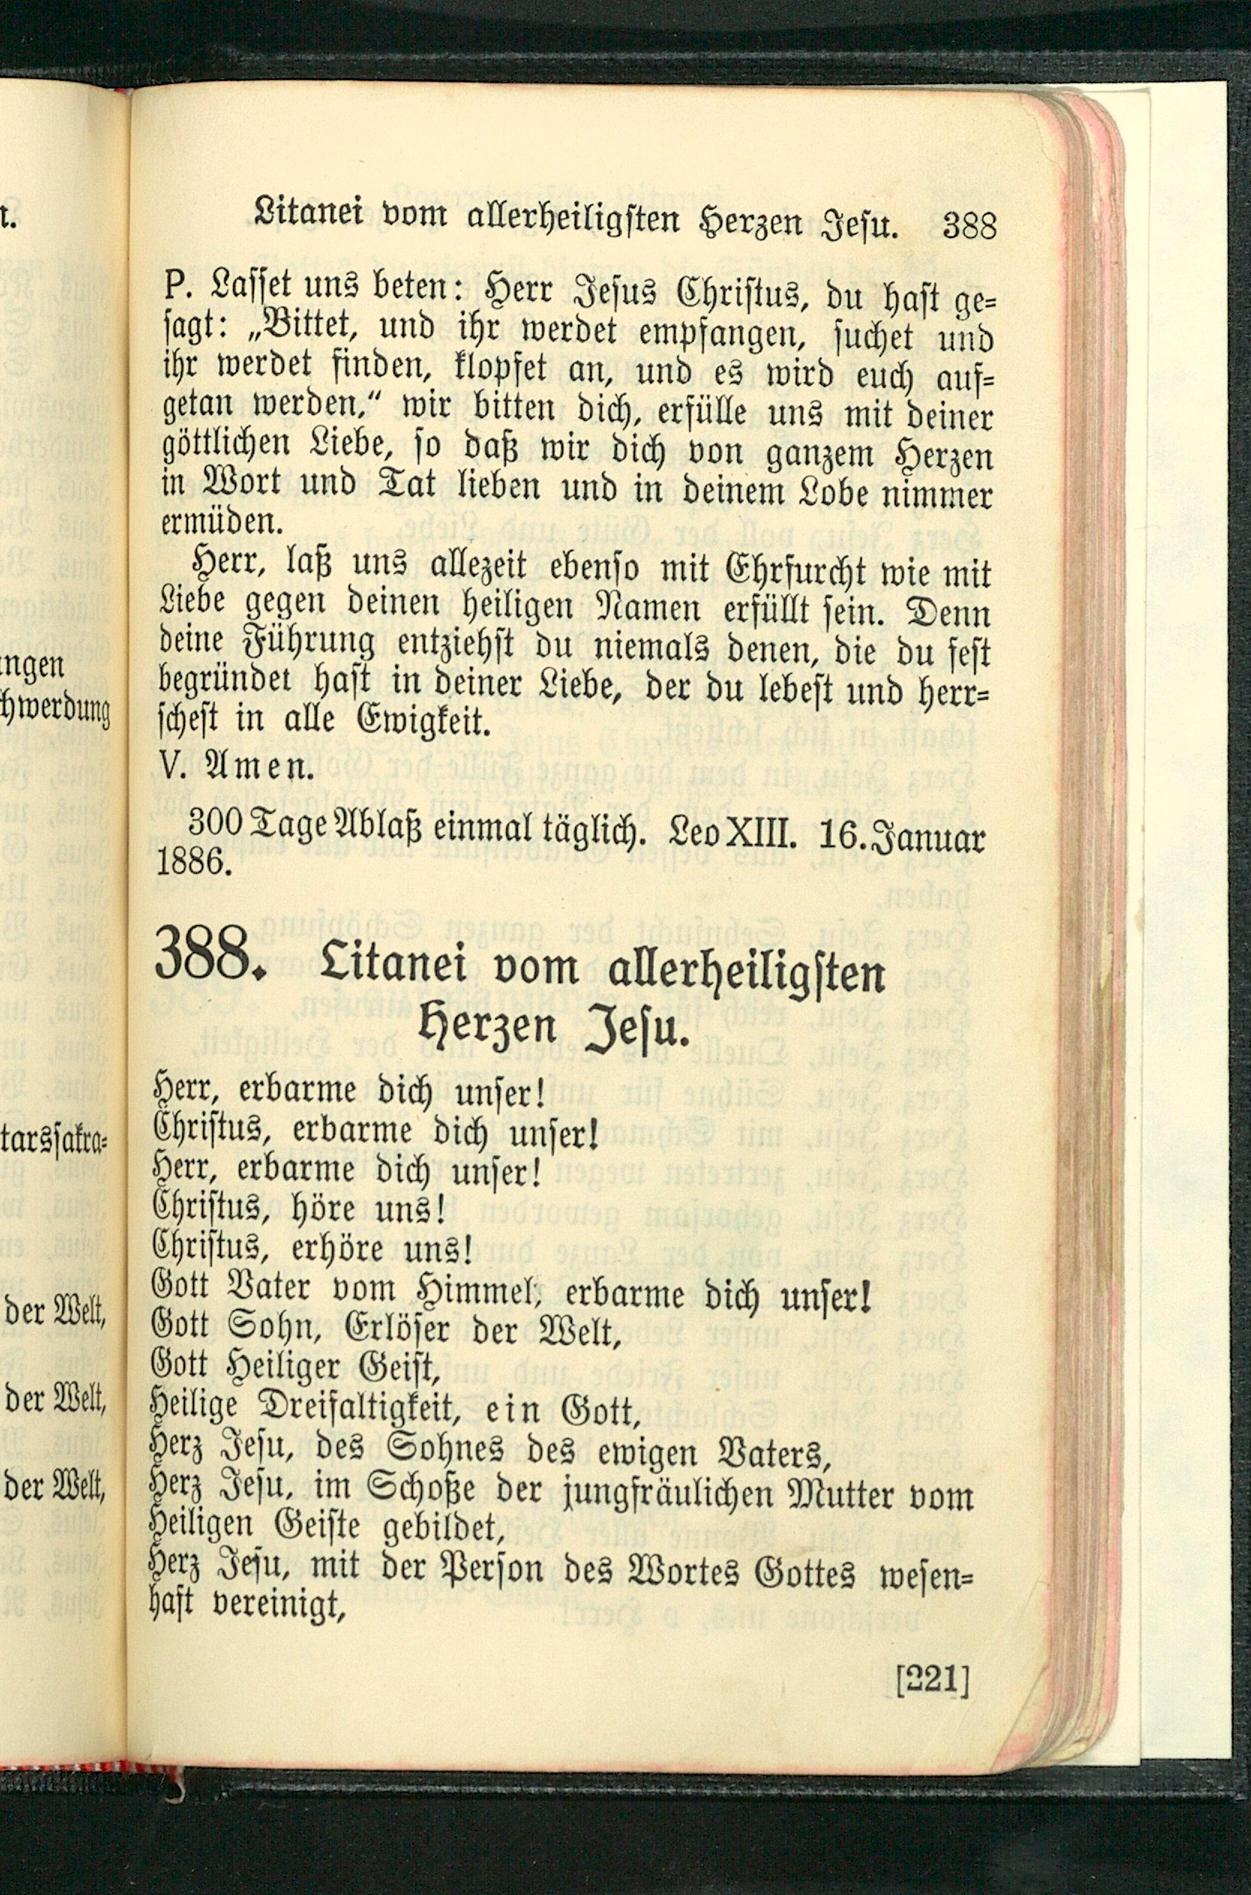 Litanei vom allerheiligsten Herzen Jesu. 388
P. Lasset uns beten: Herr Jesus Christus, du hast ge=
sagt: „Bittet, und ihr werdet empfangen, suchet und
ihr werdet finden, klopfet an, und es wird euch auf=
getan werden,“ wir bitten dich, erfülle uns mit deiner
göttlichen Liebe, so daß wir dich von ganzem Herzen
in Wort und Tat lieben und in deinem Lobe nimmer
ermüden.
Herr, laß uns allezeit ebenso mit Ehrfurcht wie mit
Liebe gegen deinen heiligen Namen erfüllt sein. Denn
deine Führung entziehst du niemals denen, die du fest
begründet hast in deiner Liebe, der du lebest und herr=
schest in alle Ewigkeit.
V. Amen.
300 Tage Ablaß einmal täglich. Leo XIII. 16. Januar
1886.
388. Litanei vom allerheiligsten
Herzen Jesu.
Herr, erbarme dich unser!
Christus, erbarme dich unser!
Herr, erbarme dich unser!
Christus, höre uns!
Christus, erhöre uns!
Gott Vater vom Himmel, erbarme dich unser!
Gott Sohn, Erlöser der Welt,
Gott Heiliger Geist,
Heilige Dreifaltigkeit, ein Gott,
Herz Jesu, des Sohnes des ewigen Vaters,
Herz Jesu, im Schoße der jungfräulichen Mutter vom
Heiligen Geiste gebildet,
Herz Jesu, mit der Person des Wortes Gottes wesen=
haft vereinigt,
[221]
n.
ngen
hwerdung
tarssakra=
der Welt,
der Welt,
der Welt,